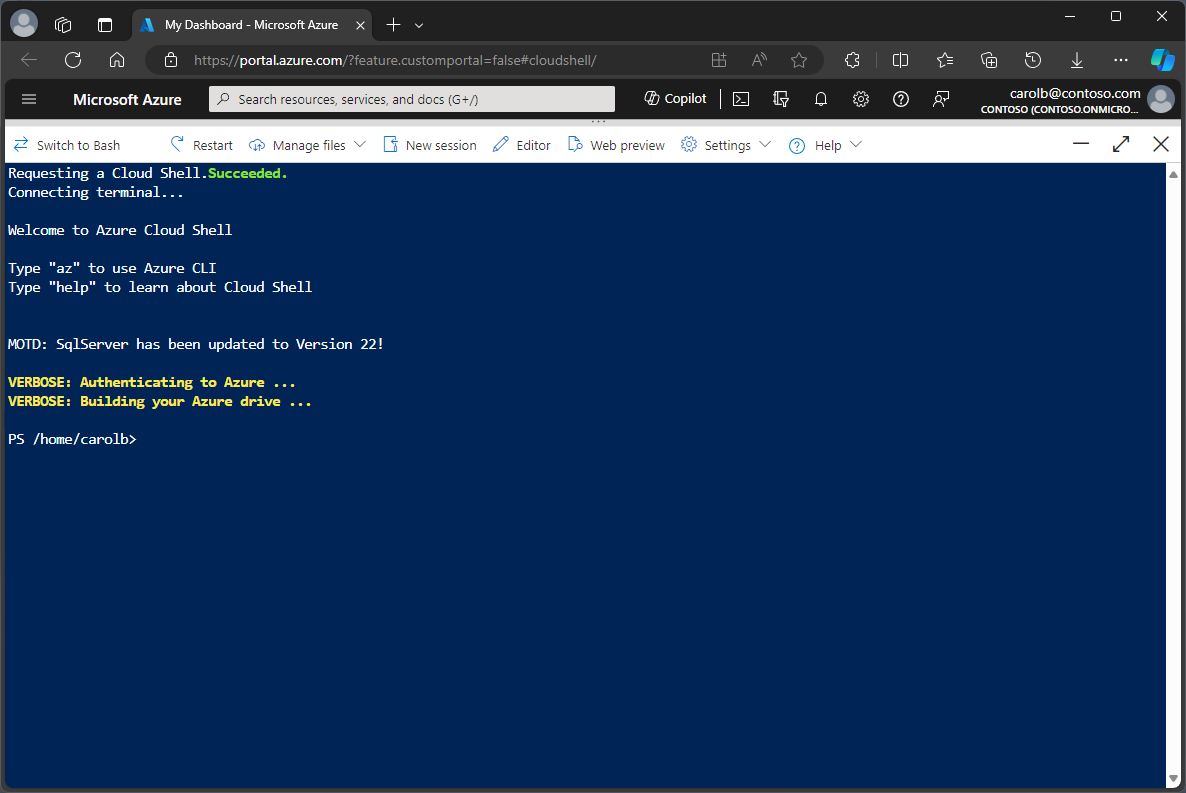 My Dashboard - Microsoft Azure
https://portal.azure.com/?feature.customportal=false#cloudshell/
Microsoft Azure
Search resources, services, and docs (G+/)
Copilot
carolb@contoso.com
CONTOSO (CONTOSO.ONMICRO...
Switch to Bash
Restart
Manage files
New session
Editor
Web preview
Settings
Help
Requesting a Cloud Shell.Succeeded.
Connecting terminal...
Welcome to Azure Cloud Shell
Type "az" to use Azure CLI
Type "help" to learn about Cloud Shell
MOTD: SqlServer has been updated to Version 22!
VERBOSE: Authenticating to Azure ...
VERBOSE: Building your Azure drive ...
PS /home/carolb>